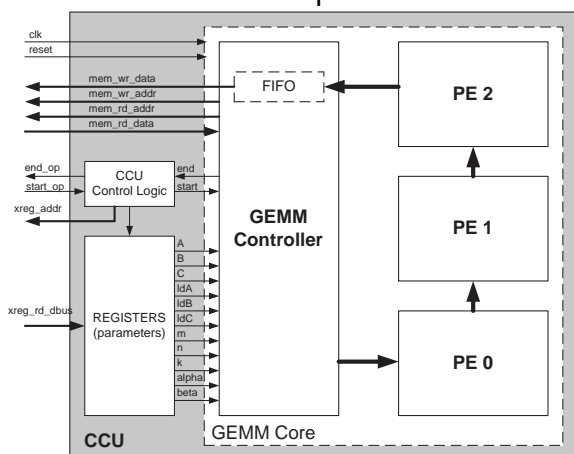 clk
reset
mem_wr_data
mem_wr_addr
mem_rd_addr
mem_rd_data
FIFO
PE 2
end_op
start_op
xreg_addr
CCU
Control Logic
end
start
GEMM
Controller
PE 1
xreg_rd_dbus
REGISTERS
(parameters)
A
B
C
ldA
ldB
ldC
m
n
k
alpha
beta
PE 0
CCU
GEMM Core